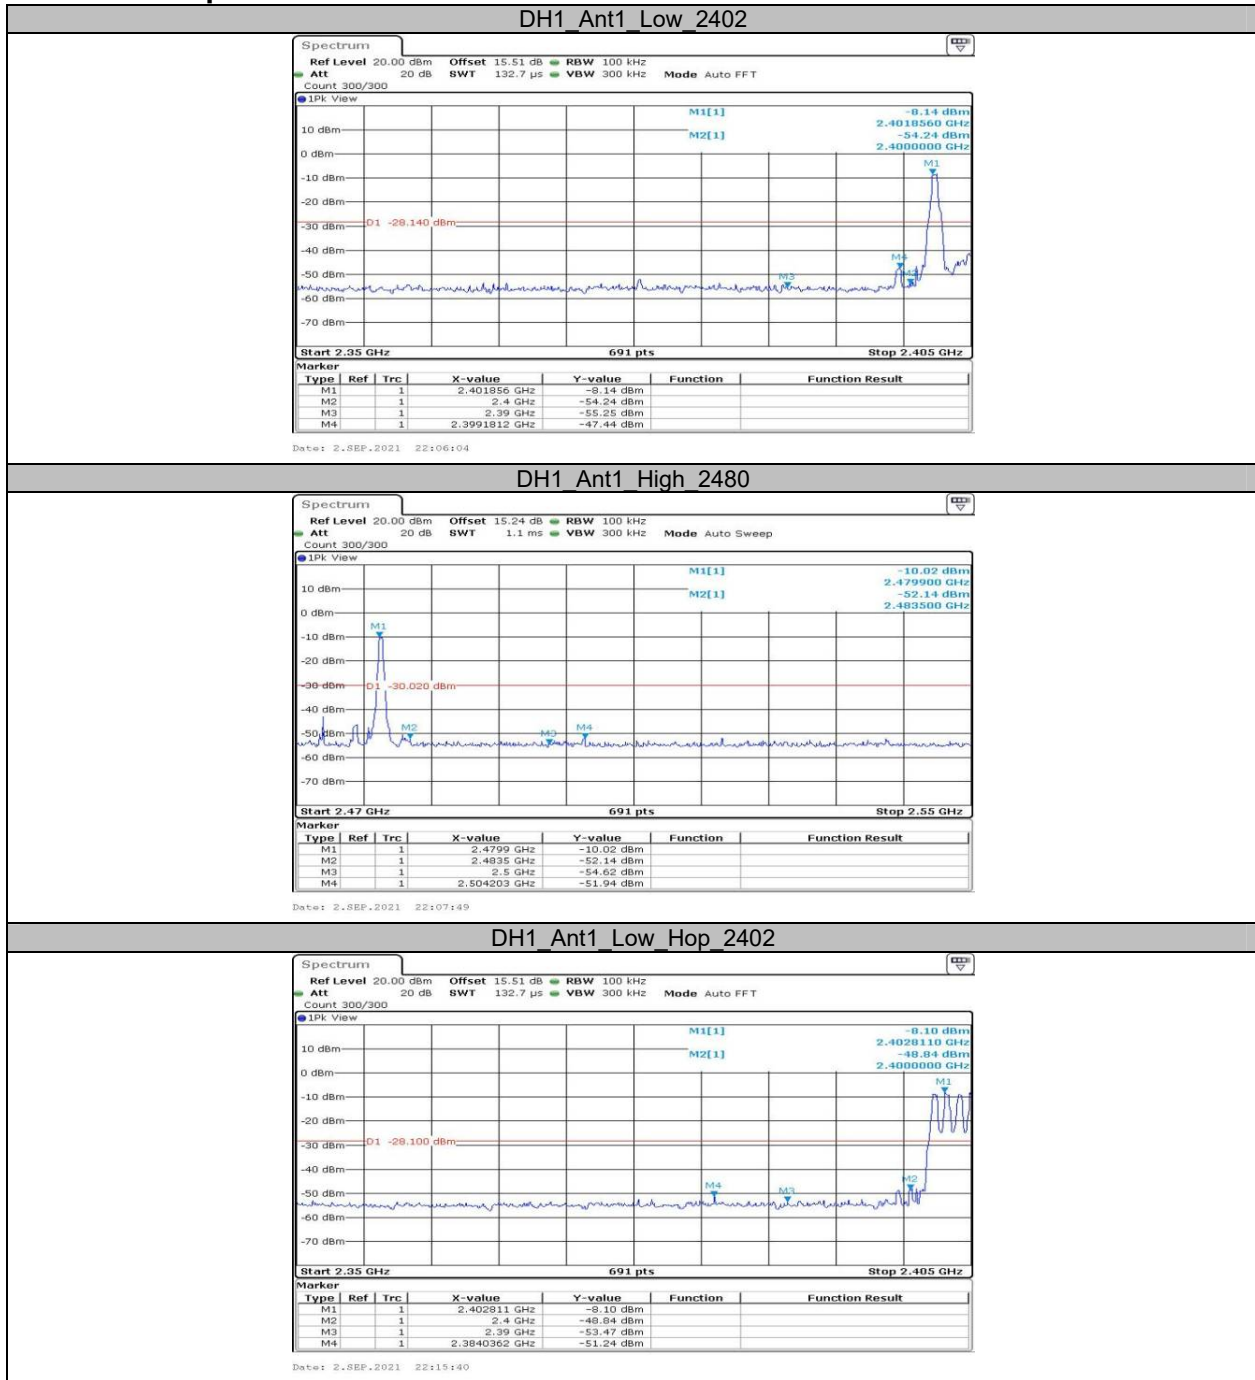 DH1_Ant1_Low_2402
Spectrum
Ref Level 20.00 dBm Offset 15.51 dB RBW 100 kHz
Att 20 dB SWT 132.7 µs VBW 300 kHz Mode Auto FFT
Count 300/300
1Pk View
M1[1] -8.14 dBm
2.4018560 GHz
M2[1] -54.24 dBm
2.4000000 GHz
10 dBm
0 dBm
M1
-10 dBm
-20 dBm
D1 -28.140 dBm
-30 dBm
-40 dBm
M4
-50 dBm
M3
-60 dBm
-70 dBm
Start 2.35 GHz 691 pts Stop 2.405 GHz
Marker
Type Ref Trc X-value Y-value Function Function Result
M1 1 2.401856 GHz -8.14 dBm
M2 1 2.4 GHz -54.24 dBm
M3 1 2.39 GHz -55.25 dBm
M4 1 2.3991812 GHz -47.44 dBm
Date: 2.SEP.2021 22:06:04
DH1_Ant1_High_2480
Spectrum
Ref Level 20.00 dBm Offset 15.24 dB RBW 100 kHz
Att 20 dB SWT 1.1 ms VBW 300 kHz Mode Auto Sweep
Count 300/300
1Pk View
M1[1] -10.02 dBm
2.479900 GHz
M2[1] -52.14 dBm
2.483500 GHz
10 dBm
0 dBm
M1
-10 dBm
-20 dBm
-30 dBm D1 -30.020 dBm
-40 dBm
M2 M3 M4
-50 dBm
-60 dBm
-70 dBm
Start 2.47 GHz 691 pts Stop 2.55 GHz
Marker
Type Ref Trc X-value Y-value Function Function Result
M1 1 2.4799 GHz -10.02 dBm
M2 1 2.4835 GHz -52.14 dBm
M3 1 2.5 GHz -54.62 dBm
M4 1 2.504203 GHz -51.94 dBm
Date: 2.SEP.2021 22:07:49
DH1_Ant1_Low_Hop_2402
Spectrum
Ref Level 20.00 dBm Offset 15.51 dB RBW 100 kHz
Att 20 dB SWT 132.7 µs VBW 300 kHz Mode Auto FFT
Count 300/300
1Pk View
M1[1] -8.10 dBm
2.4028110 GHz
M2[1] -48.84 dBm
2.4000000 GHz
10 dBm
0 dBm
M1
-10 dBm
-20 dBm
D1 -28.100 dBm
-30 dBm
-40 dBm
M4 M3 M2
-50 dBm
-60 dBm
-70 dBm
Start 2.35 GHz 691 pts Stop 2.405 GHz
Marker
Type Ref Trc X-value Y-value Function Function Result
M1 1 2.402811 GHz -8.10 dBm
M2 1 2.4 GHz -48.84 dBm
M3 1 2.39 GHz -53.47 dBm
M4 1 2.3840362 GHz -51.24 dBm
Date: 2.SEP.2021 22:15:40